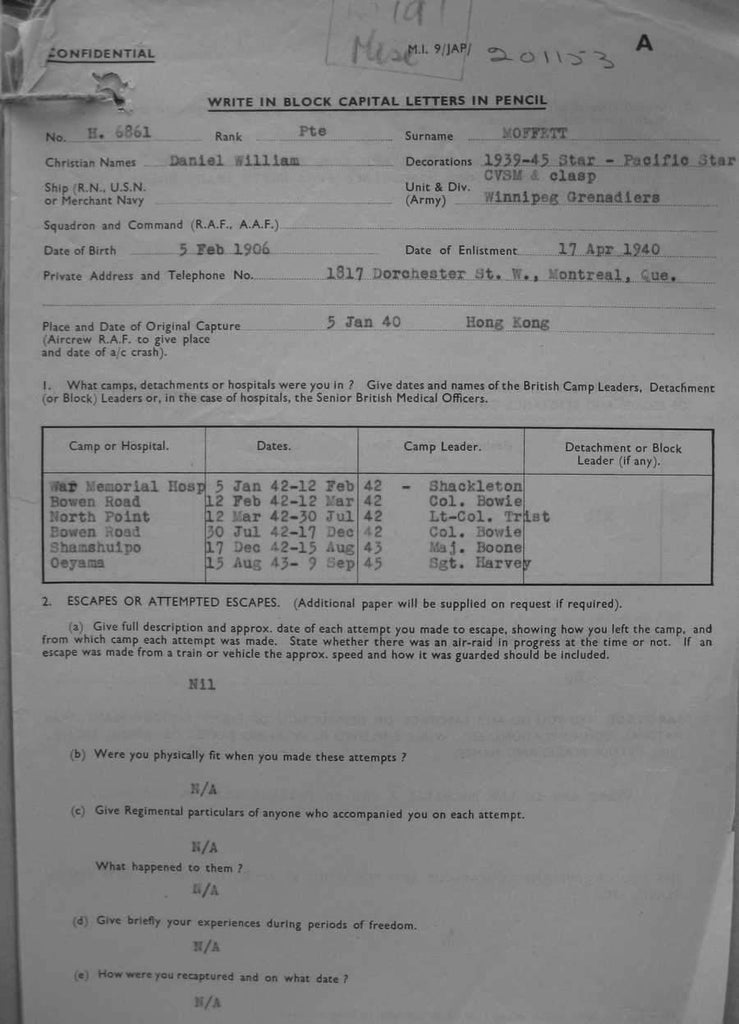 Misc
CONFIDENTIAL M.I. 9/JAP/ 201153 A
WRITE IN BLOCK CAPITAL LETTERS IN PENCIL
No. H. 6861 Rank Pte Surname MOFFETT
Christian Names Daniel William Decorations 1939-45 Star - Pacific Star
CVSM & clasp
Ship (R.N., U.S.N. Unit & Div.
or Merchant Navy (Army) Winnipeg Grenadiers
Squadron and Command (R.A.F., A.A.F.)
Date of Birth 5 Feb 1906 Date of Enlistment 17 Apr 1940
Private Address and Telephone No. 1817 Dorchester St. W., Montreal, Que.
Place and Date of Original Capture 5 Jan 40 Hong Kong
(Aircrew R.A.F. to give place
and date of a/c crash).
1. What camps, detachments or hospitals were you in ? Give dates and names of the British Camp Leaders, Detachment
(or Block) Leaders or, in the case of hospitals, the Senior British Medical Officers.
Camp or Hospital. Dates. Camp Leader. Detachment or Block
Leader (if any).
War Memorial Hosp 5 Jan 42-12 Feb 42 - Shackleton
Bowen Road 12 Feb 42-12 Mar 42 Col. Bowie
North Point 12 Mar 42-30 Jul 42 Lt-Col. Trist
Bowen Road 30 Jul 42-17 Dec 42 Col. Bowie
Shamshuipo 17 Dec 42-15 Aug 43 Maj. Boone
Oeyama 15 Aug 43- 9 Sep 45 Sgt. Harvey
2. ESCAPES OR ATTEMPTED ESCAPES. (Additional paper will be supplied on request if required).
(a) Give full description and approx. date of each attempt you made to escape, showing how you left the camp, and
from which camp each attempt was made. State whether there was an air-raid in progress at the time or not. If an
escape was made from a train or vehicle the approx. speed and how it was guarded should be included.
Nil
(b) Were you physically fit when you made these attempts ?
N/A
(c) Give Regimental particulars of anyone who accompanied you on each attempt.
N/A
What happened to them ?
N/A
(d) Give briefly your experiences during periods of freedom.
N/A
(e) How were you recaptured and on what date ?
N/A